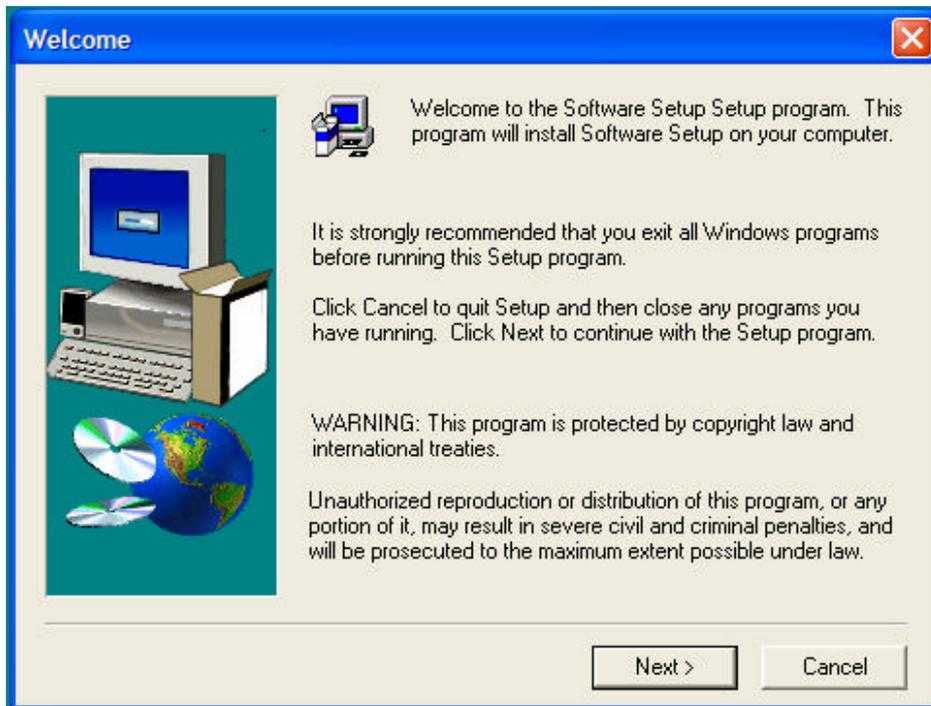 Welcome
Welcome to the Software Setup Setup program.  This
program will install Software Setup on your computer.
It is strongly recommended that you exit all Windows programs
before running this Setup program.
Click Cancel to quit Setup and then close any programs you
have running.  Click Next to continue with the Setup program.
WARNING: This program is protected by copyright law and
international treaties.
Unauthorized reproduction or distribution of this program, or any
portion of it, may result in severe civil and criminal penalties, and
will be prosecuted to the maximum extent possible under law.
Next >
Cancel